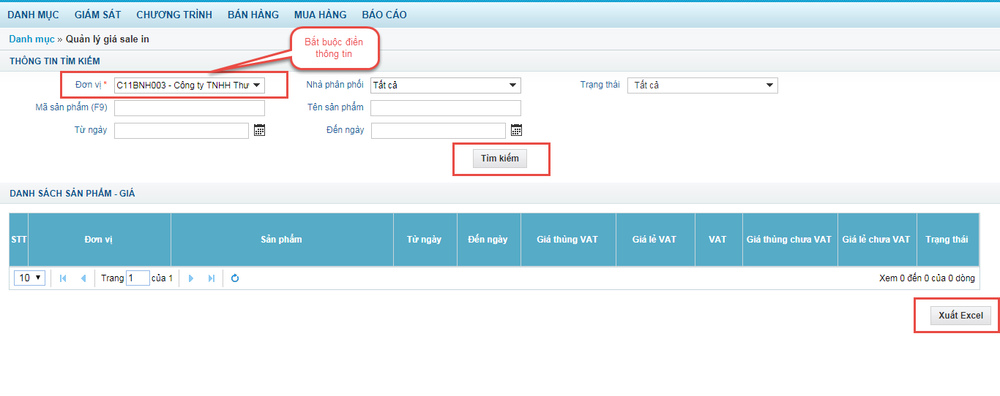 DANH MỤC GIÁM SÁT CHƯƠNG TRÌNH BÁN HÀNG MUA HÀNG BÁO CÁO
Danh mục » Quản lý giá sale in
Bắt buộc điền
thông tin
THÔNG TIN TÌM KIẾM
Đơn vị * C11BNH003 - Công ty TNHH Thư Nhà phân phối Tất cả Trạng thái Tất cả
Mã sản phẩm (F9) Tên sản phẩm
Từ ngày Đến ngày
Tìm kiếm
DANH SÁCH SẢN PHẨM - GIÁ
STT Đơn vị Sản phẩm Từ ngày Đến ngày Giá thùng VAT Giá lẻ VAT VAT Giá thùng chưa VAT Giá lẻ chưa VAT Trạng thái
10 Trang 1 của 1 Xem 0 đến 0 của 0 dòng
Xuất Excel